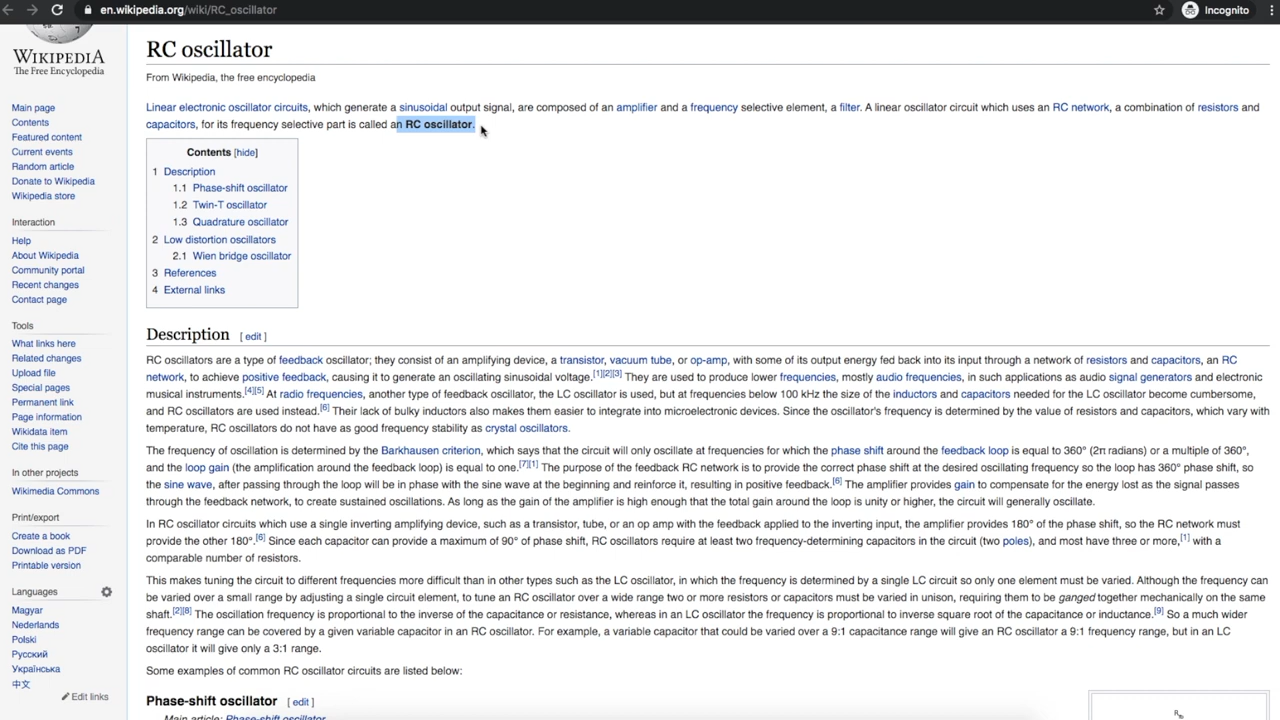 en.wikipedia.org/wiki/RC_oscillator
Incognito
WIKIPEDIA
The Free Encyclopedia
Main page
Contents
Featured content
Current events
Random article
Donate to Wikipedia
Wikipedia store
Interaction
Help
About Wikipedia
Community portal
Recent changes
Contact page
Tools
What links here
Related changes
Upload file
Special pages
Permanent link
Page information
Wikidata item
Cite this page
In other projects
Wikimedia Commons
Print/export
Create a book
Download as PDF
Printable version
Languages
Magyar
Nederlands
Polski
Русский
Українська
中文
Edit links
RC oscillator
From Wikipedia, the free encyclopedia
Linear electronic oscillator circuits, which generate a sinusoidal output signal, are composed of an amplifier and a frequency selective element, a filter. A linear oscillator circuit which uses an RC network, a combination of resistors and
capacitors, for its frequency selective part is called an RC oscillator.
Contents [hide]
1 Description
1.1 Phase-shift oscillator
1.2 Twin-T oscillator
1.3 Quadrature oscillator
2 Low distortion oscillators
2.1 Wien bridge oscillator
3 References
4 External links
Description [ edit ]
RC oscillators are a type of feedback oscillator; they consist of an amplifying device, a transistor, vacuum tube, or op-amp, with some of its output energy fed back into its input through a network of resistors and capacitors, an RC
network, to achieve positive feedback, causing it to generate an oscillating sinusoidal voltage.[1][2][3] They are used to produce lower frequencies, mostly audio frequencies, in such applications as audio signal generators and electronic
musical instruments.[4][5] At radio frequencies, another type of feedback oscillator, the LC oscillator is used, but at frequencies below 100 kHz the size of the inductors and capacitors needed for the LC oscillator become cumbersome,
and RC oscillators are used instead.[6] Their lack of bulky inductors also makes them easier to integrate into microelectronic devices. Since the oscillator's frequency is determined by the value of resistors and capacitors, which vary with
temperature, RC oscillators do not have as good frequency stability as crystal oscillators.
The frequency of oscillation is determined by the Barkhausen criterion, which says that the circuit will only oscillate at frequencies for which the phase shift around the feedback loop is equal to 360° (2π radians) or a multiple of 360°,
and the loop gain (the amplification around the feedback loop) is equal to one.[7][1] The purpose of the feedback RC network is to provide the correct phase shift at the desired oscillating frequency so the loop has 360° phase shift, so
the sine wave, after passing through the loop will be in phase with the sine wave at the beginning and reinforce it, resulting in positive feedback.[6] The amplifier provides gain to compensate for the energy lost as the signal passes
through the feedback network, to create sustained oscillations. As long as the gain of the amplifier is high enough that the total gain around the loop is unity or higher, the circuit will generally oscillate.
In RC oscillator circuits which use a single inverting amplifying device, such as a transistor, tube, or an op amp with the feedback applied to the inverting input, the amplifier provides 180° of the phase shift, so the RC network must
provide the other 180°.[6] Since each capacitor can provide a maximum of 90° of phase shift, RC oscillators require at least two frequency-determining capacitors in the circuit (two poles), and most have three or more,[1] with a
comparable number of resistors.
This makes tuning the circuit to different frequencies more difficult than in other types such as the LC oscillator, in which the frequency is determined by a single LC circuit so only one element must be varied. Although the frequency can
be varied over a small range by adjusting a single circuit element, to tune an RC oscillator over a wide range two or more resistors or capacitors must be varied in unison, requiring them to be ganged together mechanically on the same
shaft.[2][8] The oscillation frequency is proportional to the inverse of the capacitance or resistance, whereas in an LC oscillator the frequency is proportional to inverse square root of the capacitance or inductance.[9] So a much wider
frequency range can be covered by a given variable capacitor in an RC oscillator. For example, a variable capacitor that could be varied over a 9:1 capacitance range will give an RC oscillator a 9:1 frequency range, but in an LC
oscillator it will give only a 3:1 range.
Some examples of common RC oscillator circuits are listed below:
Phase-shift oscillator [ edit ]
Main article: Phase-shift oscillator